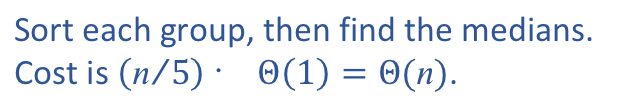 Sort each group, then find the medians.
Cost is (n/5) · Θ(1) = Θ(n).